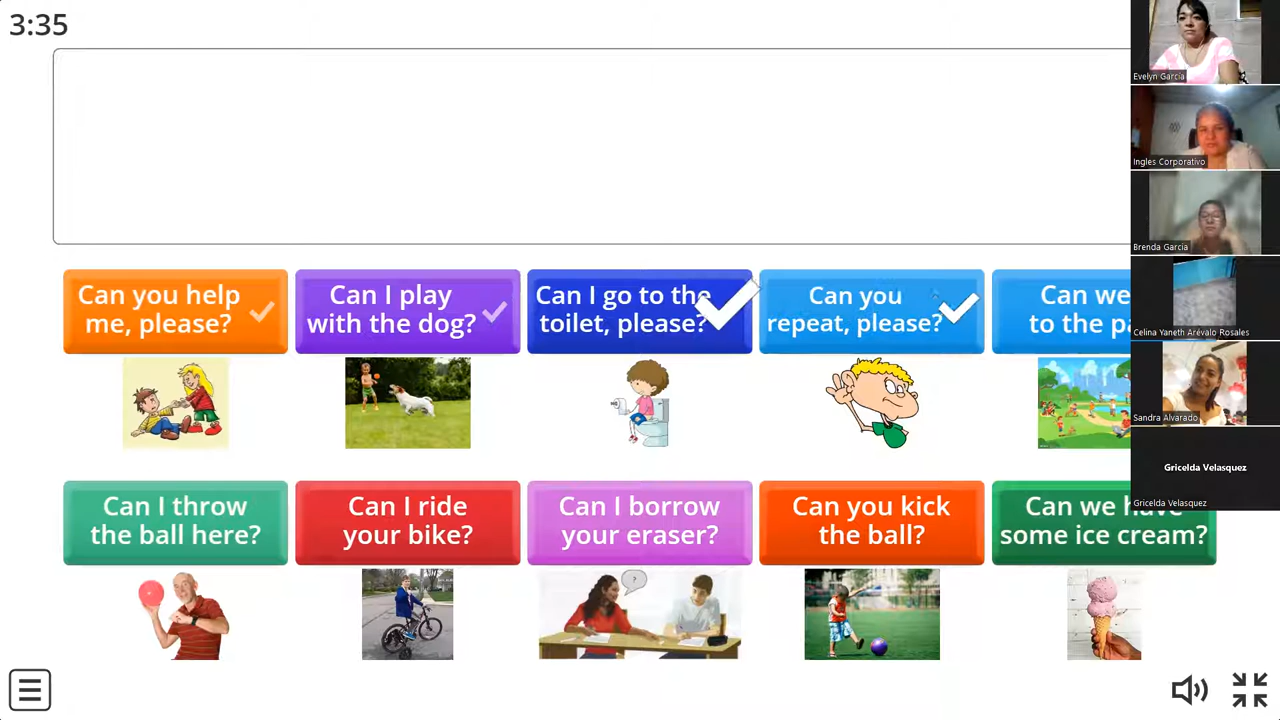 3:35
Can you help
me, please?
Can I play
with the dog?
Can I go to the
toilet, please?
Can you
repeat, please?
Can we
to the
Can I throw
the ball here?
Can I ride
your bike?
Can I borrow
your eraser?
?
Can you kick
the ball?
Can we have
some ice cream?
Evelyn García
Ingles Corporativo
Brenda García
Celina Yaneth Arévalo Rosales
Sandra Alvarado
Gricelda Velasquez
Gricelda Velasquez